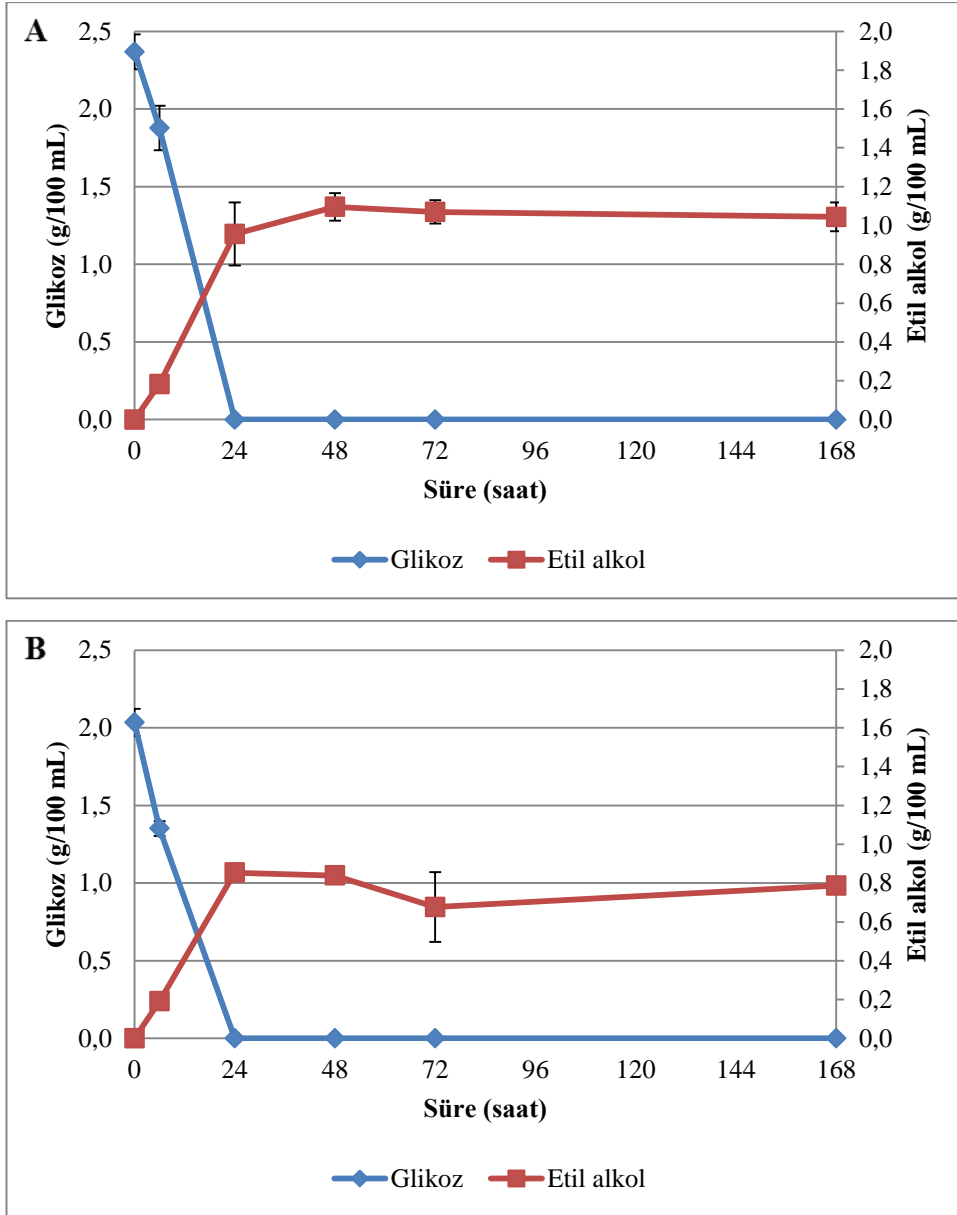 A
2,5
2,0
1,5
1,0
0,5
0,0
Glikoz (g/100 mL)
2,0
1,8
1,6
1,4
1,2
1,0
0,8
0,6
0,4
0,2
0,0
Etil alkol (g/100 mL)
0 24 48 72 96 120 144 168
Süre (saat)
Glikoz Etil alkol
B
2,5
2,0
1,5
1,0
0,5
0,0
Glikoz (g/100 mL)
2,0
1,8
1,6
1,4
1,2
1,0
0,8
0,6
0,4
0,2
0,0
Etil alkol (g/100 mL)
0 24 48 72 96 120 144 168
Süre (saat)
Glikoz Etil alkol